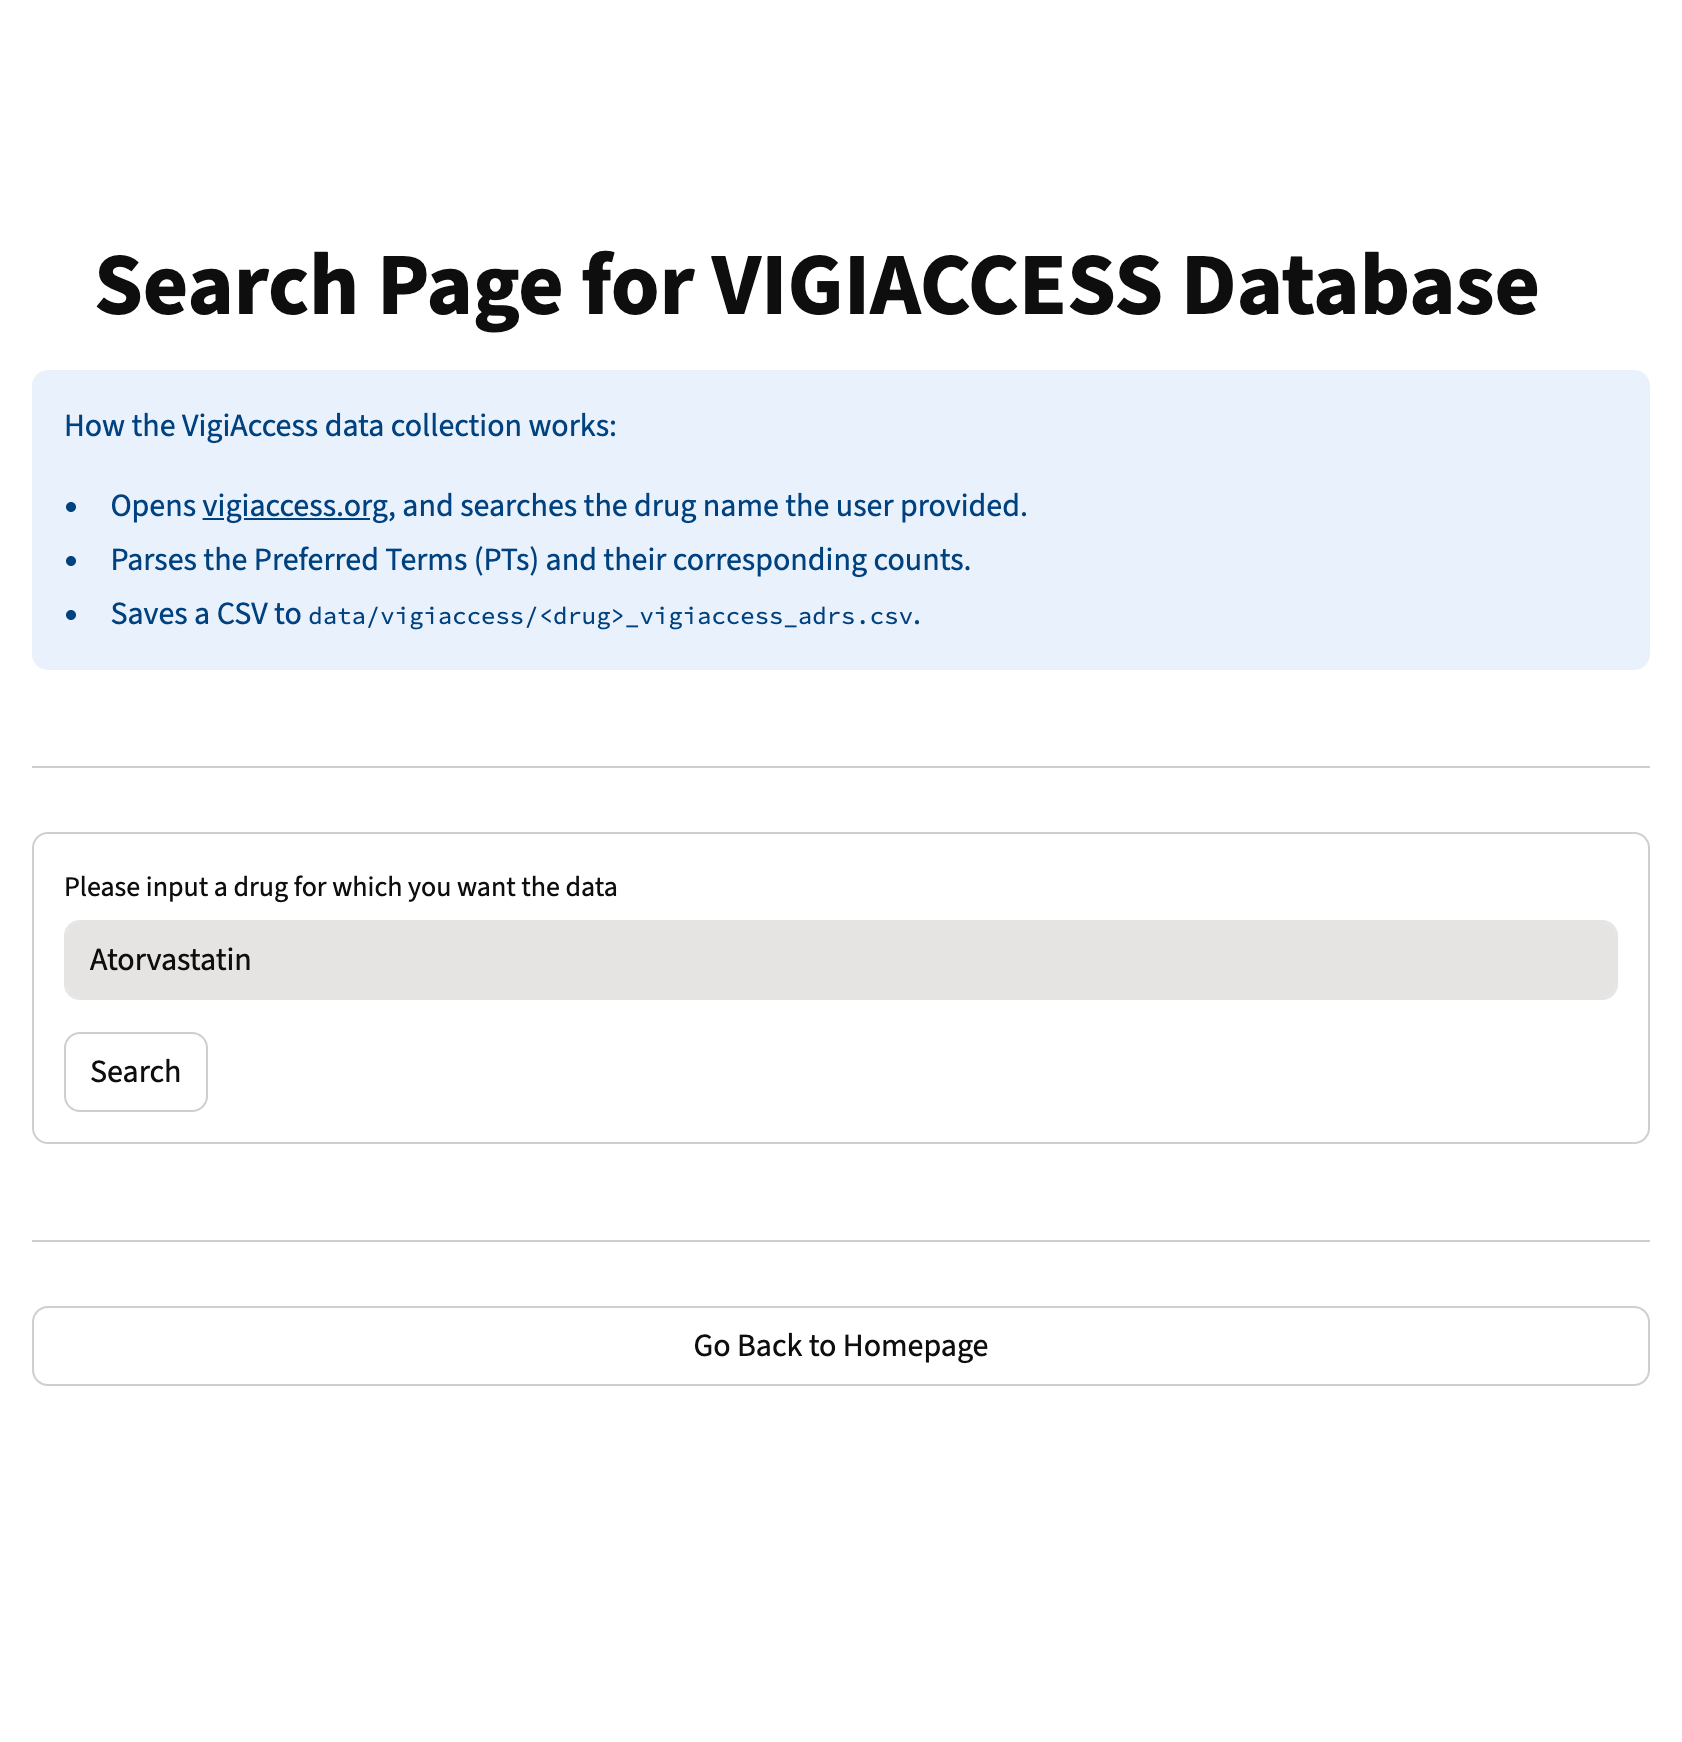 Search Page for VIGIACCESS Database
How the VigiAccess data collection works:
• Opens vigiaccess.org, and searches the drug name the user provided.
• Parses the Preferred Terms (PTs) and their corresponding counts.
• Saves a CSV to data/vigiaccess/<drug>_vigiaccess_adrs.csv.
Please input a drug for which you want the data
Atorvastatin
Search
Go Back to Homepage